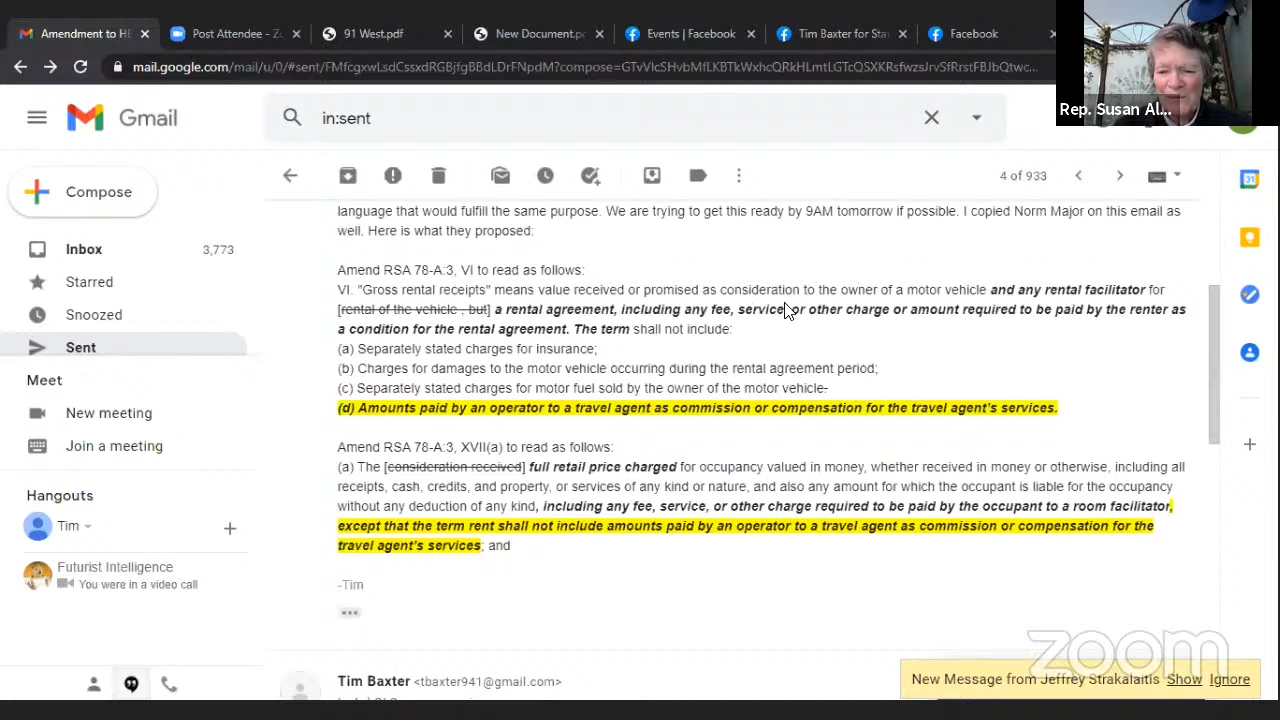 Amendment to HE
Post Attendee - Zo
91 West.pdf
New Document.p
Events | Facebook
Tim Baxter for Sta
Facebook
Rep. Susan Al...
Gmail
in:sent
Compose
4 of 933
language that would fulfill the same purpose. We are trying to get this ready by 9AM tomorrow if possible. I copied Norm Major on this email as
well. Here is what they proposed:
Inbox 3,773
Starred
Snoozed
Sent
Meet
New meeting
Join a meeting
Hangouts
Tim
Futurist Intelligence
You were in a video call
Amend RSA 78-A:3, VI to read as follows:
VI. "Gross rental receipts" means value received or promised as consideration to the owner of a motor vehicle and any rental facilitator for
[rental of the vehicle , but] a rental agreement, including any fee, service, or other charge or amount required to be paid by the renter as
a condition for the rental agreement. The term shall not include:
(a) Separately stated charges for insurance;
(b) Charges for damages to the motor vehicle occurring during the rental agreement period;
(c) Separately stated charges for motor fuel sold by the owner of the motor vehicle.
(d) Amounts paid by an operator to a travel agent as commission or compensation for the travel agent's services.
Amend RSA 78-A:3, XVII(a) to read as follows:
(a) The [consideration received] full retail price charged for occupancy valued in money, whether received in money or otherwise, including all
receipts, cash, credits, and property, or services of any kind or nature, and also any amount for which the occupant is liable for the occupancy
without any deduction of any kind, including any fee, service, or other charge required to be paid by the occupant to a room facilitator,
except that the term rent shall not include amounts paid by an operator to a travel agent as commission or compensation for the
travel agent's services; and
-Tim
Tim Baxter <tbaxter941@gmail.com>
zoom
New Message from Jeffrey Strakalaitis Show Ignore